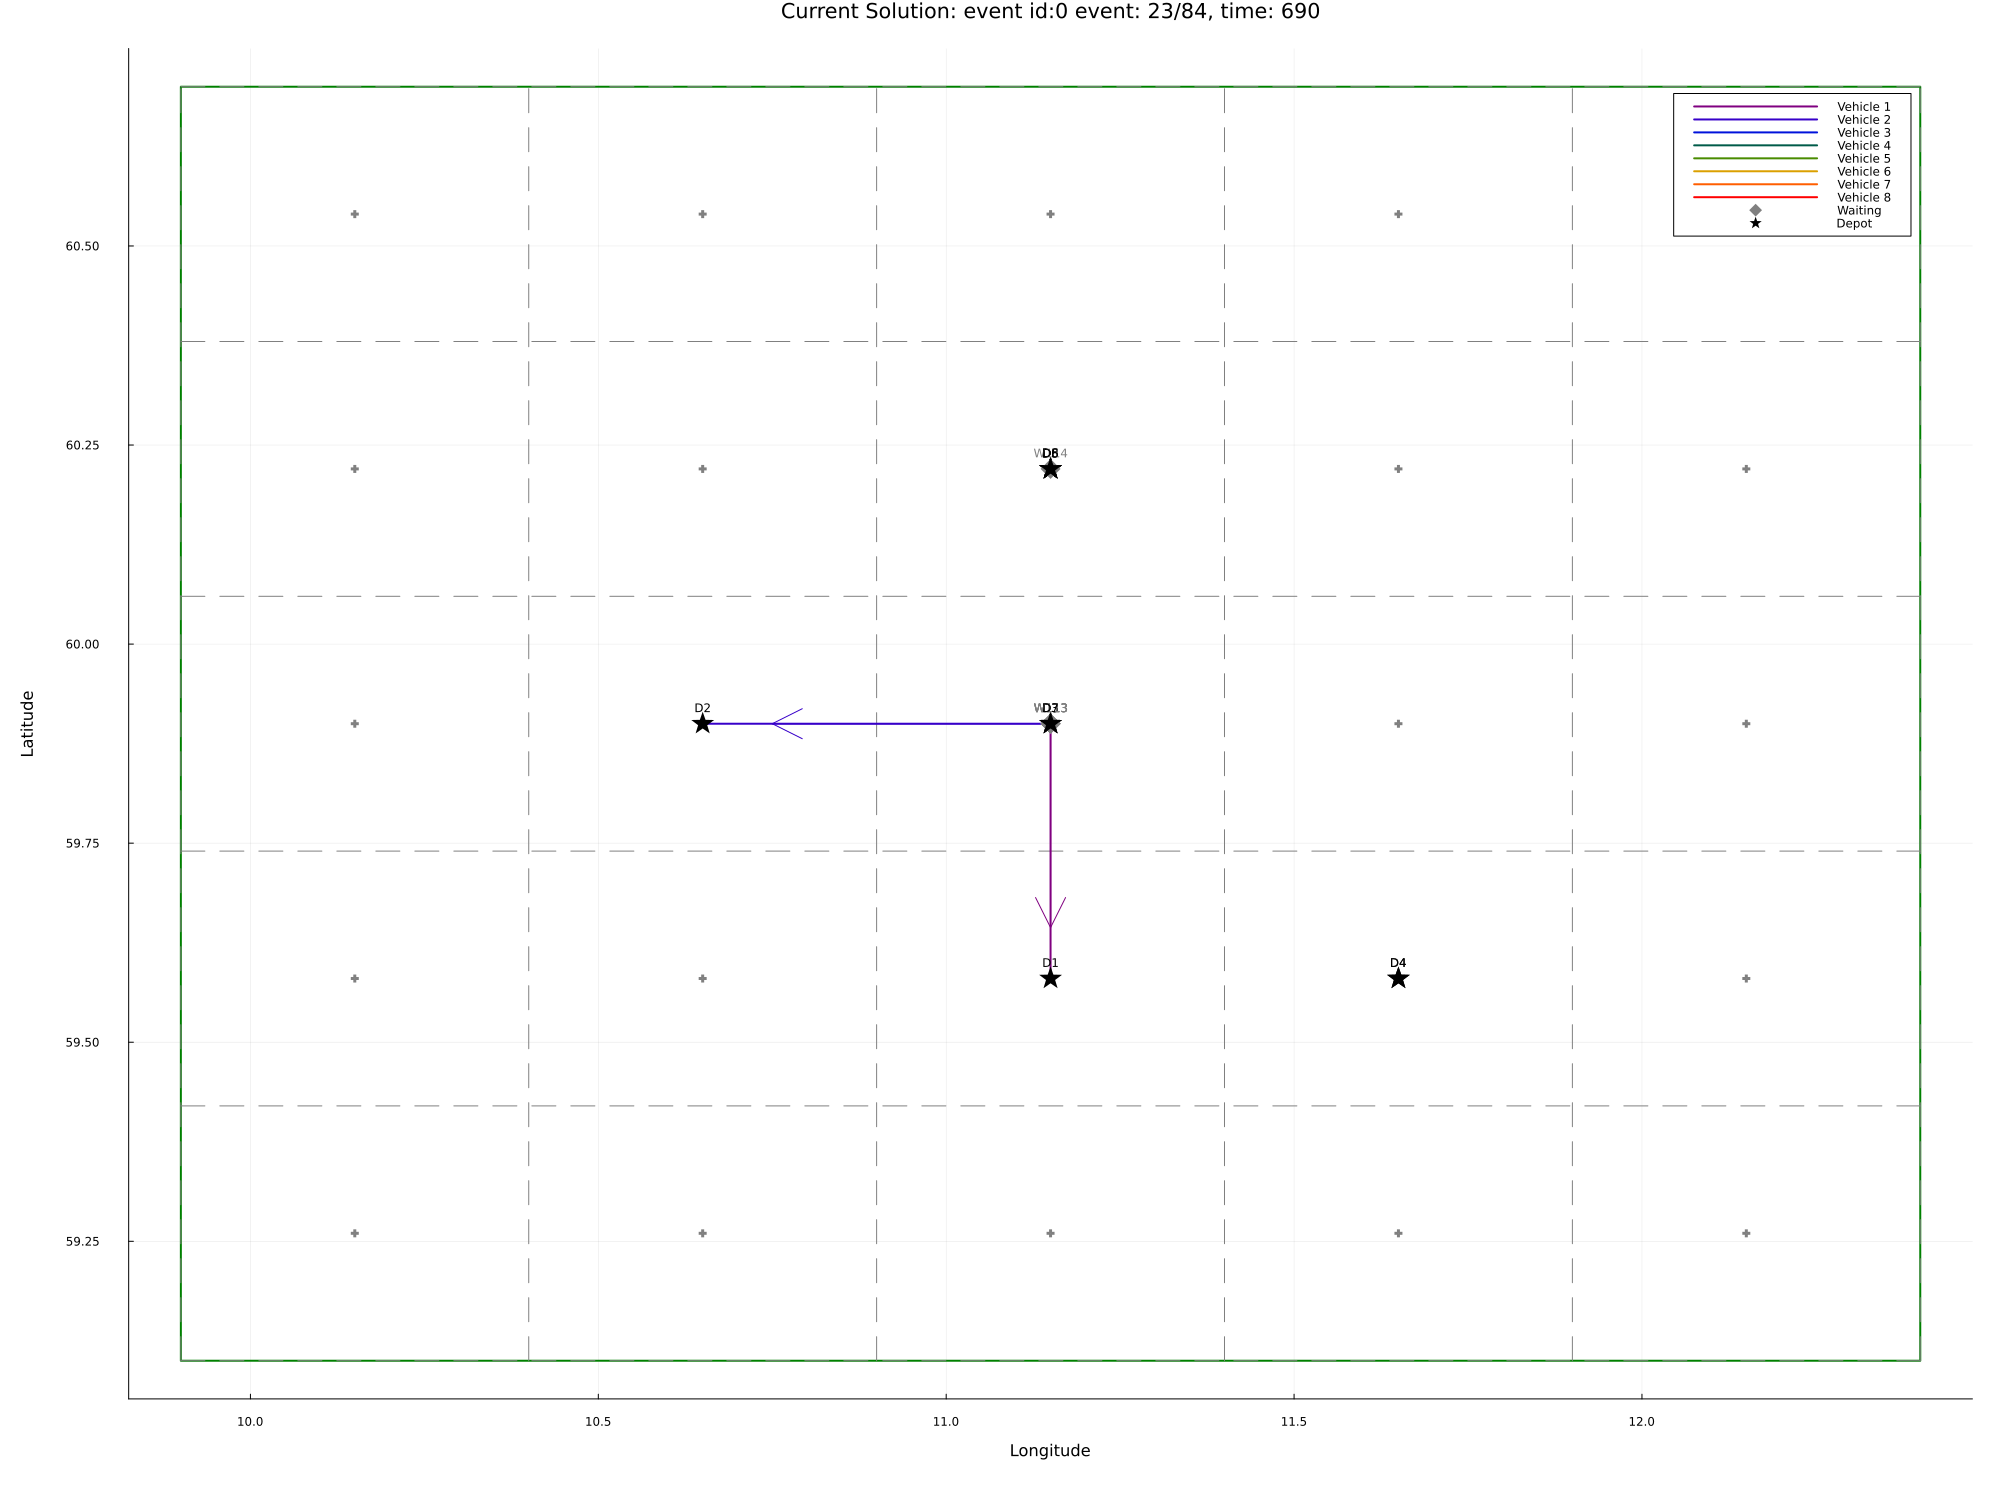 Current Solution: event id:0 event: 23/84, time: 690
Vehicle 1
Vehicle 2
Vehicle 3
Vehicle 4
Vehicle 5
Vehicle 6
Vehicle 7
Vehicle 8
Waiting
Depot
60.50
60.25
60.00
D2
59.75
Latitude
D1
D4
59.50
59.25
10.0
10.5
11.0
11.5
12.0
Longitude